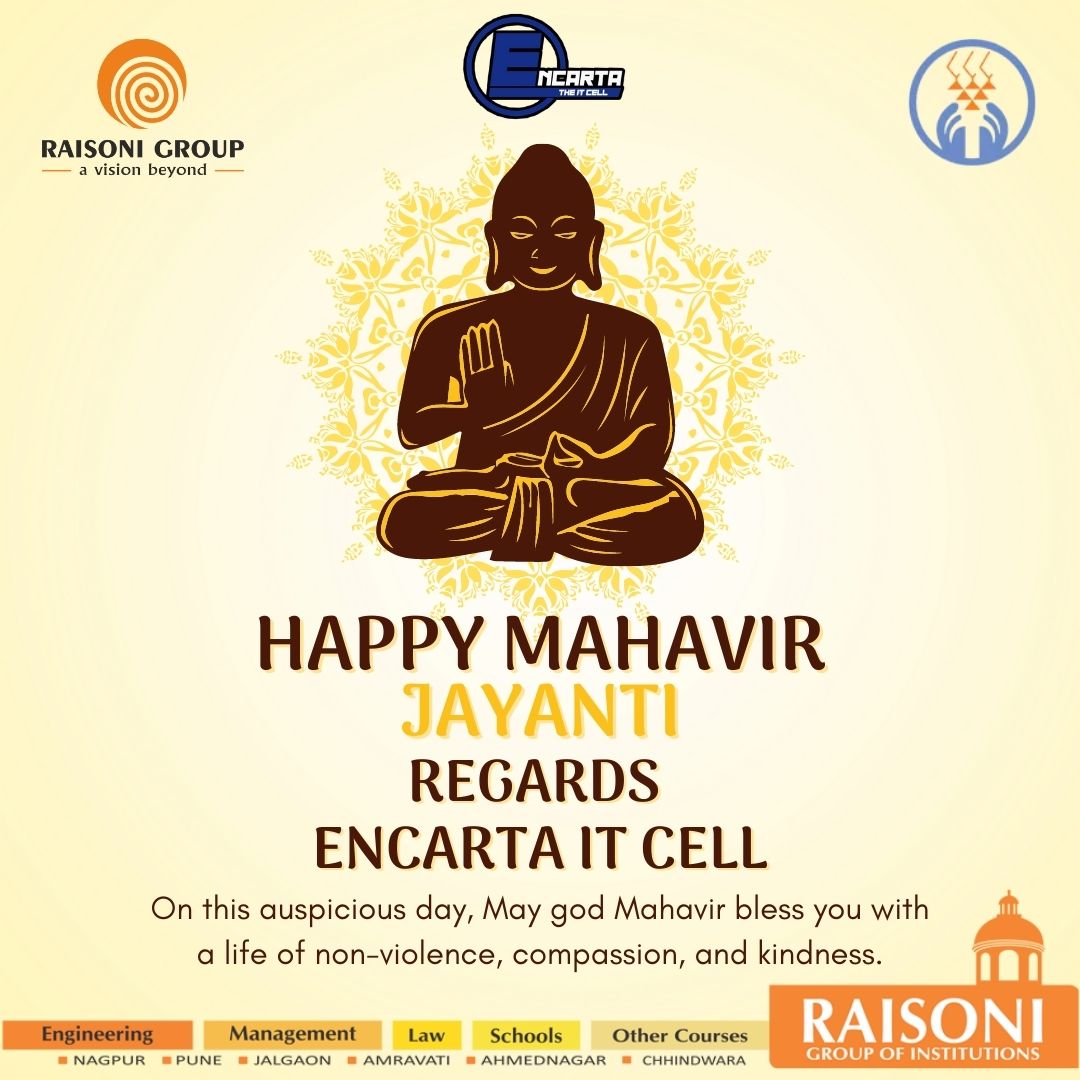 RAISONI GROUP
a vision beyond
ENCARTA
THE IT CELL
HAPPY MAHAVIR
JAYANTI
REGARDS
ENCARTA IT CELL
On this auspicious day, May god Mahavir bless you with
a life of non-violence, compassion, and kindness.
Engineering Management Law Schools Other Courses
NAGPUR PUNE JALGAON AMRAVATI AHMEDNAGAR CHHINDWARA
RAISONI
GROUP OF INSTITUTIONS